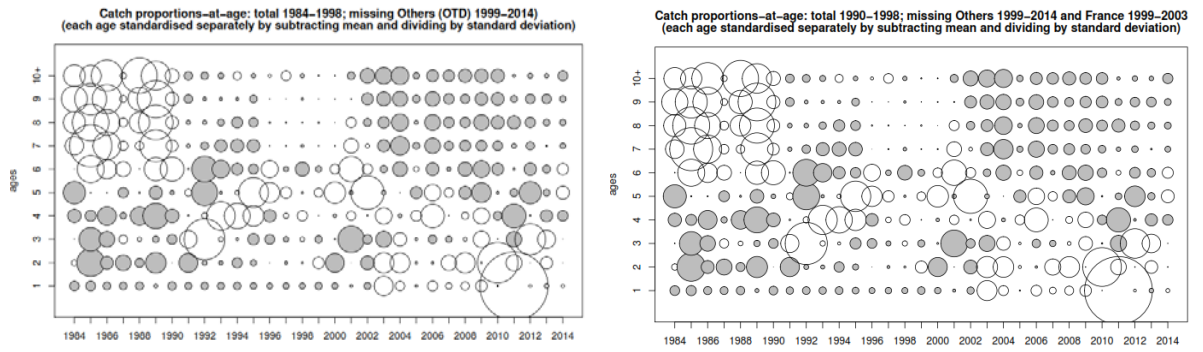 Catch proportions−at−age: total 1984−1998; missing Others (OTD) 1999−2014)
(each age standardised separately by subtracting mean and dividing by standard deviation)
10+
9
8
7
6
5
4
3
2
1
ages
1984 1986 1988 1990 1992 1994 1996 1998 2000 2002 2004 2006 2008 2010 2012 2014
Catch proportions−at−age: total 1990−1998; missing Others 1999−2014 and France 1999−2003
(each age standardised separately by subtracting mean and dividing by standard deviation)
10+
9
8
7
6
5
4
3
2
1
ages
1984 1986 1988 1990 1992 1994 1996 1998 2000 2002 2004 2006 2008 2010 2012 2014